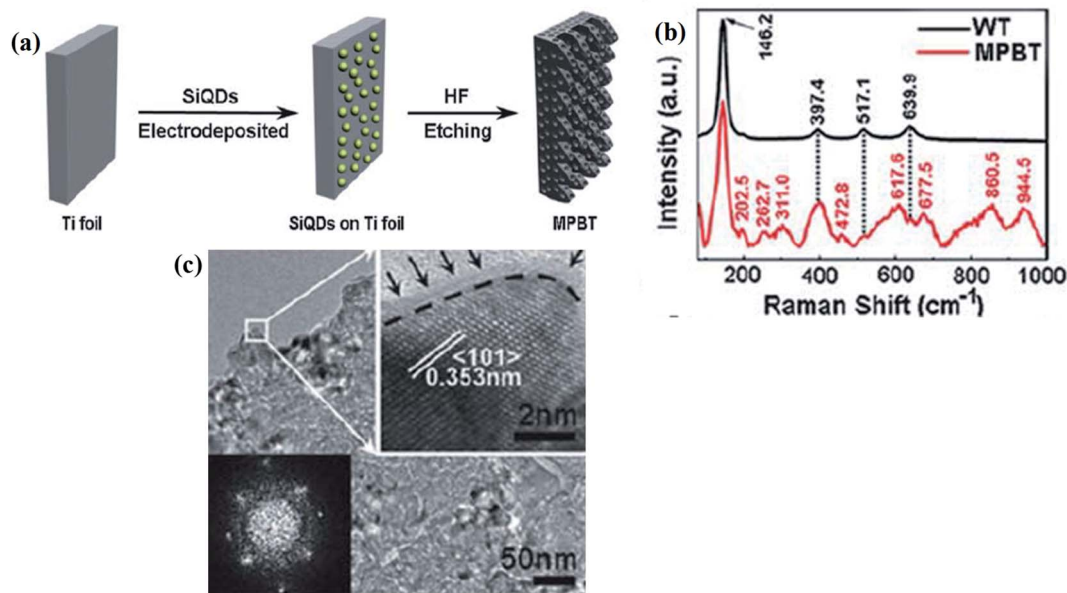 (a)
SiQDs
Electrodeposited
HF
Etching
Ti foil
SiQDs on Ti foil
MPBT
(b)
WT
MPBT
146.2
397.4
517.1
639.9
202.5
262.7
311.0
472.8
617.6
677.5
860.5
944.5
Intensity (a.u.)
200 400 600 800 1000
Raman Shift (cm⁻¹)
(c)
<101>
0.353nm
2nm
50nm